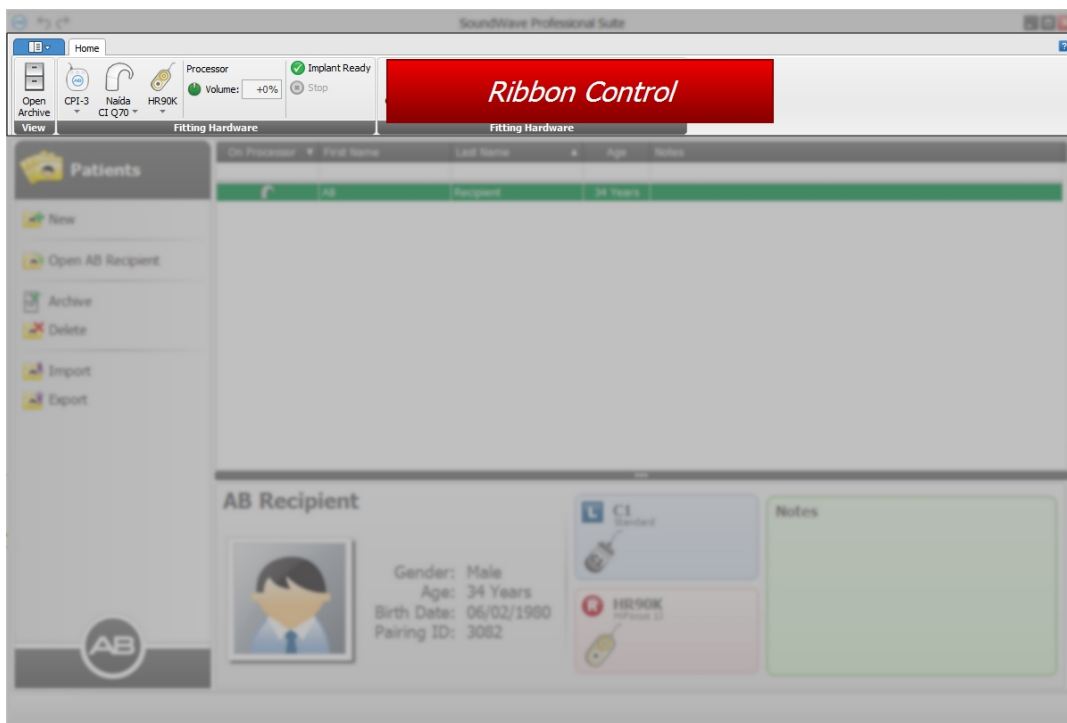 SoundWave Professional Suite
Home
Processor
Implant Ready
Volume: +0%
Stop
Open Archive
CPI-3
Naída CI Q70
HR90K
View
Fitting Hardware
Fitting Hardware
Ribbon Control
Patients
On Processor First Name Last Name Age Notes
AB Recipient 34 Years
New
Open AB Recipient
Archive
Delete
Import
Export
AB Recipient
Gender: Male
Age: 34 Years
Birth Date: 06/02/1980
Pairing ID: 3082
L C1
Standard
R HR90K
HiFocus 1J
Notes
AB